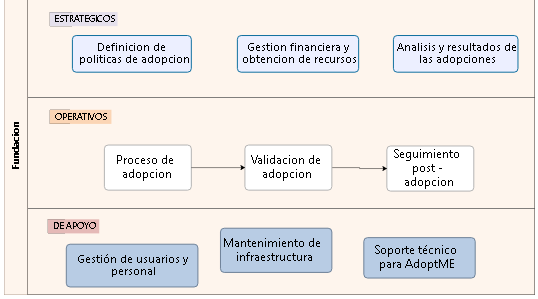 Fundacion
ESTRATEGICOS
Definicion de
politicas de adopcion
Gestion financiera y
obtencion de recursos
Analisis y resultados de
las adopciones
OPERATIVOS
Proceso de
adopcion
Validacion de
adopcion
Seguimiento
post -
adopcion
DE APOYO
Gestión de usuarios y
personal
Mantenimiento de
infraestructura
Soporte técnico
para AdoptME